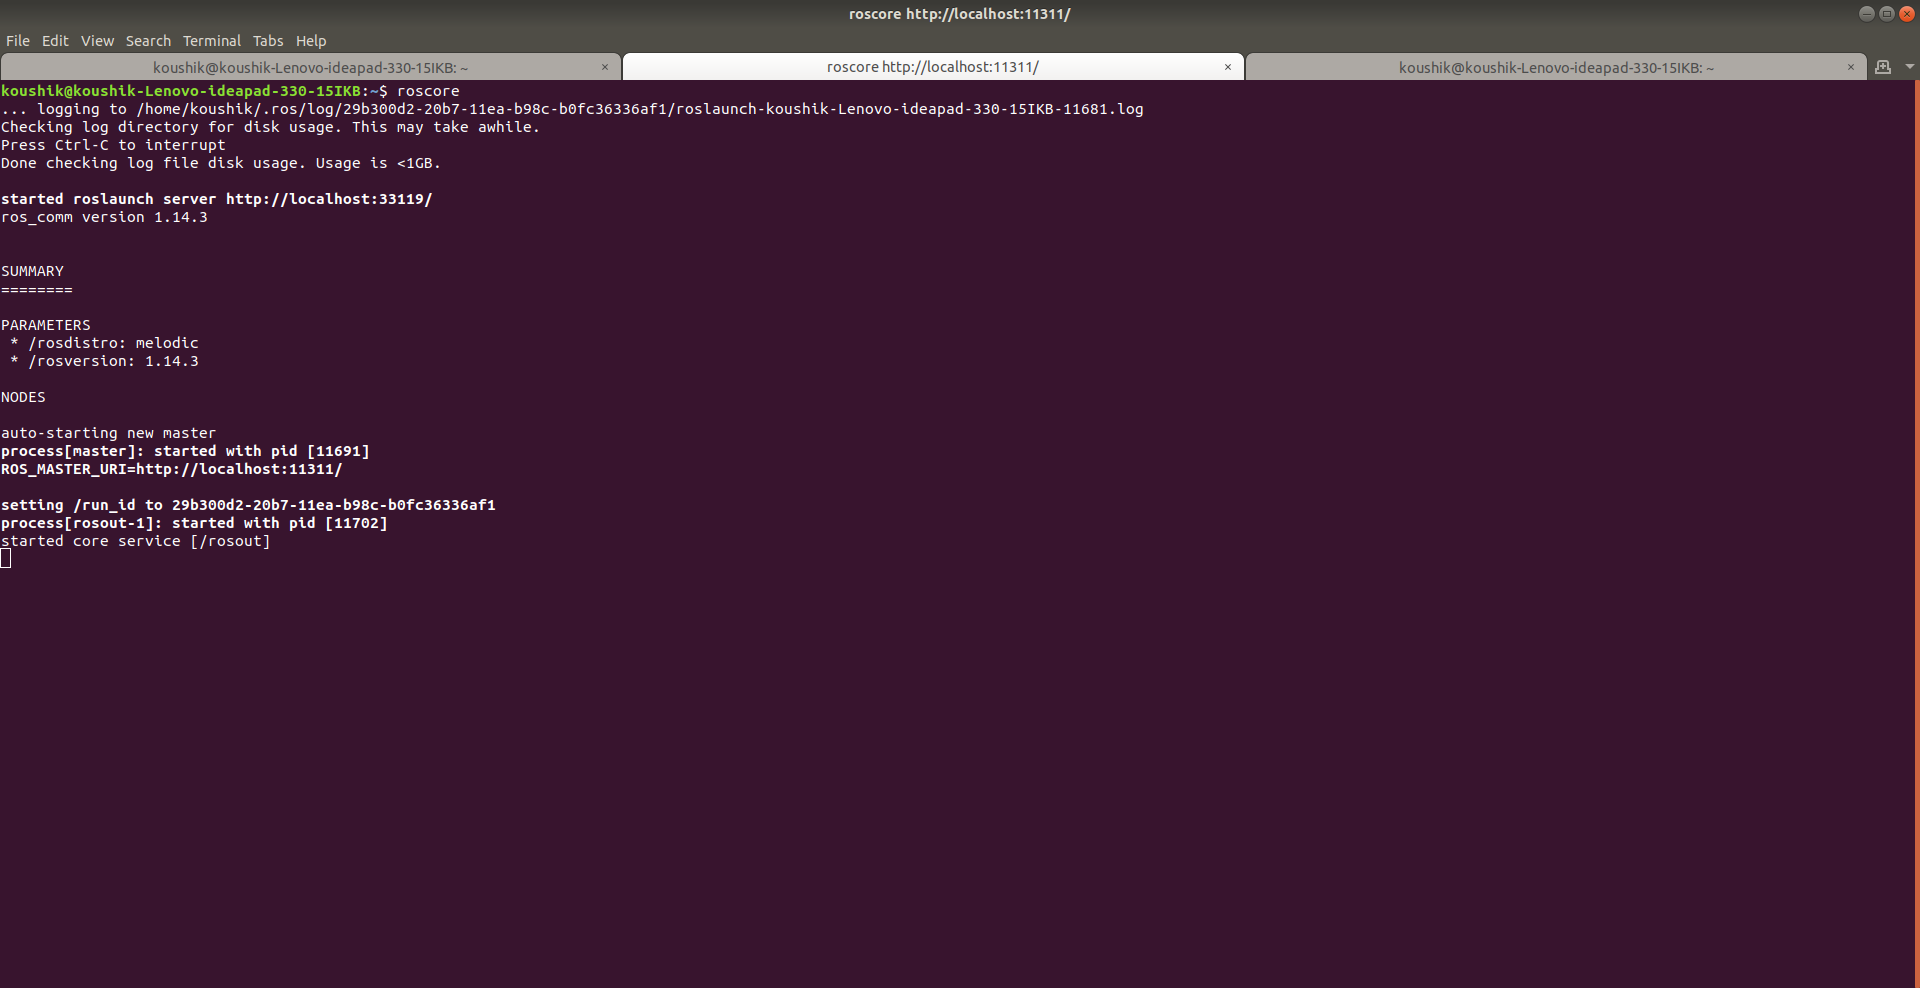 roscore http://localhost:11311/
File Edit View Search Terminal Tabs Help
koushik@koushik-Lenovo-ideapad-330-15IKB: ~ × roscore http://localhost:11311/ × koushik@koushik-Lenovo-ideapad-330-15IKB: ~ ×
koushik@koushik-Lenovo-ideapad-330-15IKB:~$ roscore
... logging to /home/koushik/.ros/log/29b300d2-20b7-11ea-b98c-b0fc36336af1/roslaunch-koushik-Lenovo-ideapad-330-15IKB-11681.log
Checking log directory for disk usage. This may take awhile.
Press Ctrl-C to interrupt
Done checking log file disk usage. Usage is <1GB.
started roslaunch server http://localhost:33119/
ros_comm version 1.14.3
SUMMARY
========
PARAMETERS
* /rosdistro: melodic
* /rosversion: 1.14.3
NODES
auto-starting new master
process[master]: started with pid [11691]
ROS_MASTER_URI=http://localhost:11311/
setting /run_id to 29b300d2-20b7-11ea-b98c-b0fc36336af1
process[rosout-1]: started with pid [11702]
started core service [/rosout]